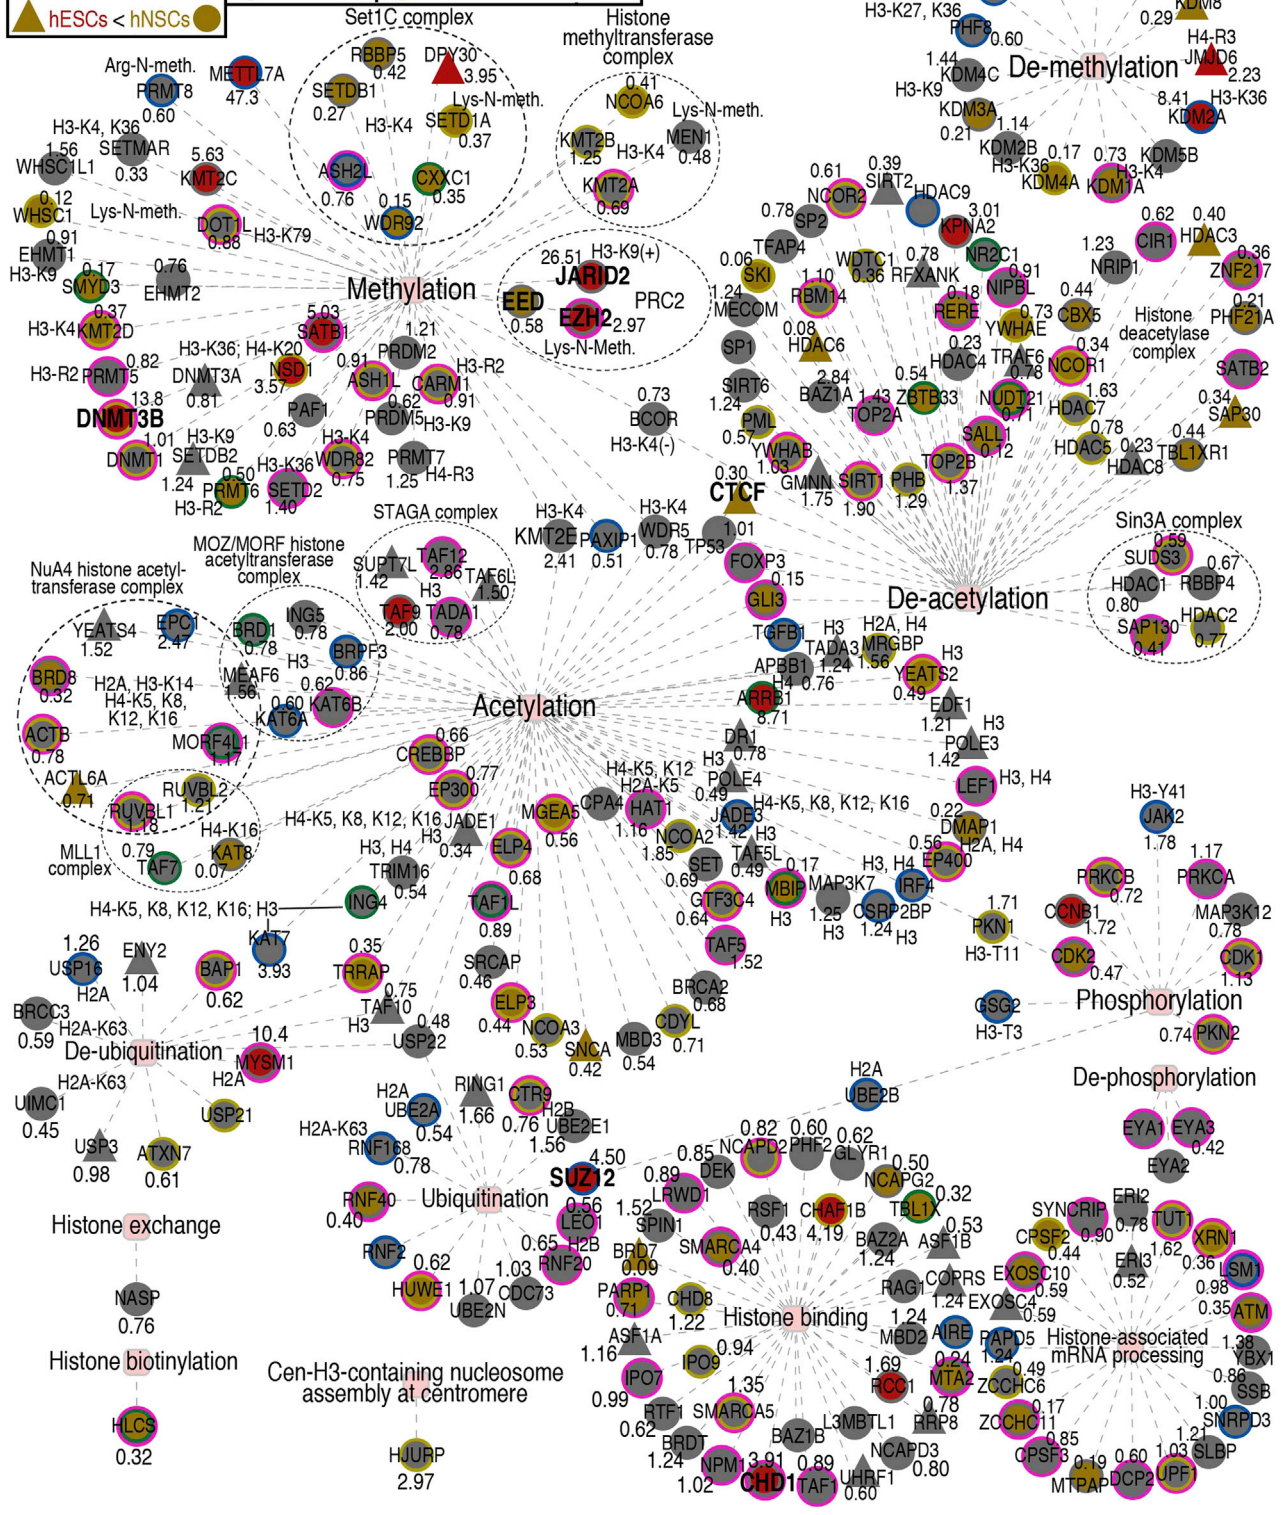 hESCs < hNSCs
Set1C complex
RBBP5
0.42
DPY30
3.95
SETDB1
0.27
Lys-N-meth.
SETD1A
0.37
H3-K4
ASH2L
0.76
CXXC1
0.35
0.15
WDR92
Histone
methyltransferase
complex
0.41
NCOA6
Lys-N-meth.
KMT2B
1.25
MEN1
0.48
H3-K4
KMT2A
0.69
H3-K27, K36
PHF8
0.60
KDM8
0.29
1.44
KDM4C
H3-K9
De-methylation
H4-R3
JMJD6
2.23
H3-K36
8.41
KDM2A
KDM3A
0.21
KDM2B
1.14
H3-K36
0.17
KDM4A
0.73
H3-K4
KDM1A
KDM5B
Arg-N-meth.
PRMT8
0.60
METTL7A
47.3
H3-K4, K36
SETMAR
0.33
1.56
WHSC1L1
5.63
KMT2C
0.12
WHSC1
Lys-N-meth.
DOT1L
0.88
H3-K79
0.91
EHMT1
H3-K9
0.17
SMYD3
0.76
EHMT2
Methylation
0.37
H3-K4
KMT2D
5.03
SATB1
0.82
H3-R2
PRMT5
H3-K36; H4-K20
NSD1
3.57
DNMT3A
0.81
1.21
PRDM2
0.91
ASH1L
0.62
H3-R2
CARM1
0.91
13.8
DNMT3B
PAF1
0.63
PRDM5
H3-K9
1.01
DNMT1
H3-K9
SETDB2
1.24
H3-K4
WDR82
0.75
PRMT7
1.25
H4-R3
0.50
PRMT6
H3-R2
H3-K36
SETD2
1.40
26.51
H3-K9(+)
JARID2
EED
0.58
EZH2
2.97
PRC2
Lys-N-Meth.
0.73
BCOR
H3-K4(-)
H3-K4
KMT2E
2.41
PAXIP1
0.51
H3-K4
WDR5
0.78
0.61
NCOR2
0.39
SIRT2
HDAC9
3.01
KPNA2
0.78
SP2
TFAP4
0.06
SKI
WDTC1
0.36
0.78
RFXANK
NR2C1
0.91
NIPBL
1.24
MECOM
1.10
RBM14
0.18
RERE
0.73
YWHAE
0.08
HDAC6
SP1
0.23
HDAC4
TRAF6
0.78
SIRT6
1.24
2.84
BAZ1A
1.43
TOP2A
0.54
ZBTB33
NUDT21
0.71
PML
0.57
SALL1
0.12
YWHAB
1.03
GMNN
1.75
SIRT1
1.90
PHB
1.29
TOP2B
1.37
0.62
CIR1
0.40
HDAC3
1.23
NRIP1
0.36
ZNF217
0.44
CBX5
0.21
PHF21A
Histone
deacetylase
complex
0.34
NCOR1
SATB2
1.63
HDAC7
0.34
SAP30
0.78
HDAC5
0.23
HDAC8
0.44
TBL1XR1
0.30
CTCF
1.01
TP53
FOXP3
0.15
GLI3
De-acetylation
Sin3A complex
0.59
SUDS3
0.67
HDAC1
0.80
RBBP4
SAP130
0.41
HDAC2
0.77
STAGA complex
TAF12
2.86
SUPT7L
1.42
TAF6L
1.50
H3
TAF9
2.00
TADA1
0.78
MOZ/MORF histone
acetyltransferase
complex
BRD1
0.78
ING5
0.78
BRPF3
0.86
MEAF6
1.56
H3
0.60
KAT6A
0.62
KAT6B
NuA4 histone acetyl-
transferase complex
YEATS4
1.52
EPC1
2.47
BRD8
0.32
H2A, H3-K14
H4-K5, K8,
K12, K16
ACTB
0.78
MORF4L1
1.17
ACTL6A
0.71
RUVBL1
1.18
RUVBL2
1.21
MLL1
complex
0.79
TAF7
H4-K16
KAT8
0.07
Acetylation
TGFB1
H3
TADA3
1.24
H2A, H4
MRGBP
1.56
APBB1
H4
0.76
H3
YEATS2
0.49
ARRB1
8.71
EDF1
1.21
DR1
0.78
H3
POLE3
1.42
H3
POLE4
0.49
LEF1
H3, H4
0.66
CREBBP
0.77
EP300
H4-K5, K8, K12, K16
JADE1
H3
0.34
H3, H4
TRIM16
0.54
MGEA5
0.56
CPA4
H4-K5, K12
H2A-K5
HAT1
1.16
JADE3
1.42
H4-K5, K8, K12, K16
0.22
DMAP1
H2A, H4
ELP4
0.68
NCOA2
1.85
H3
TAF5L
0.49
0.56
EP400
SET
0.69
0.17
MBIP
H3
MAP3K7
1.25
H3
H3, H4
IRF4
CSRP2BP
1.24
H3
H4-K5, K8, K12, K16; H3
ING4
KAT7
3.93
TAF1L
0.89
GTF3C4
0.64
TAF5
1.52
0.35
TRRAP
SRCAP
0.46
BRCA2
0.68
0.75
TAF10
H3
ELP3
0.44
NCOA3
0.53
SNCA
0.42
MBD3
0.54
CDYL
0.71
0.48
USP22
1.26
USP16
H2A
ENY2
1.04
BAP1
0.62
BRCC3
0.59
H2A-K63
De-ubiquitination
10.4
MYSM1
H2A
H2A-K63
UIMC1
0.45
USP21
USP3
0.98
ATXN7
0.61
H3-Y41
JAK2
1.78
PRKCB
0.72
1.17
PRKCA
1.71
PKN1
H3-T11
CCNB1
1.72
MAP3K12
0.78
CDK2
0.47
CDK1
1.13
GSG2
H3-T3
Phosphorylation
0.74
PKN2
De-phosphorylation
EYA1
EYA3
0.42
EYA2
RING1
1.66
CTR9
0.76
H2A
UBE2A
0.54
H2B
UBE2E1
1.56
H2A-K63
RNF168
0.78
4.50
SUZ12
RNF40
0.40
Ubiquitination
0.56
LEO1
RNF2
0.65
H2B
RNF20
0.62
HUWE1
1.07
UBE2N
1.03
CDC73
H2A
UBE2B
Histone exchange
NASP
0.76
Histone biotinylation
HLCS
0.32
Cen-H3-containing nucleosome
assembly at centromere
HJURP
2.97
0.82
NCAPD2
0.60
PHF2
0.62
GLYR1
0.85
DEK
0.50
NCAPG2
0.89
LRWD1
0.32
TBL1X
1.52
SPIN1
RSF1
0.43
CHAF1B
4.19
BAZ2A
1.24
0.53
ASF1B
BRD7
0.09
SMARCA4
0.40
PARP1
0.71
CHD8
1.22
RAG1
COPRS
1.24
Histone binding
ASF1A
1.16
1.24
MBD2
AIRE
0.94
IPO9
IPO7
0.99
1.69
RCC1
0.24
MTA2
0.78
RTF1
0.62
1.35
SMARCA5
L3MBTL1
RRP8
BRDT
1.24
BAZ1B
NCAPD3
0.80
NPM1
1.02
3.91
CHD1
0.89
TAF1
UHRF1
0.60
ERI2
0.78
SYNCRIP
0.90
TUT1
1.62
CPSF2
0.44
XRN1
0.36
ERI3
0.52
EXOSC10
0.59
LSM1
0.98
EXOSC4
0.59
0.35
ATM
PAPD5
1.24
Histone-associated
mRNA processing
1.38
YBX1
0.49
ZCCHC6
0.86
SSB
0.17
ZCCHC11
1.00
SNRPD3
0.85
CPSF3
1.21
SLBP
0.19
MTPAP
0.60
DCP2
1.03
UPF1